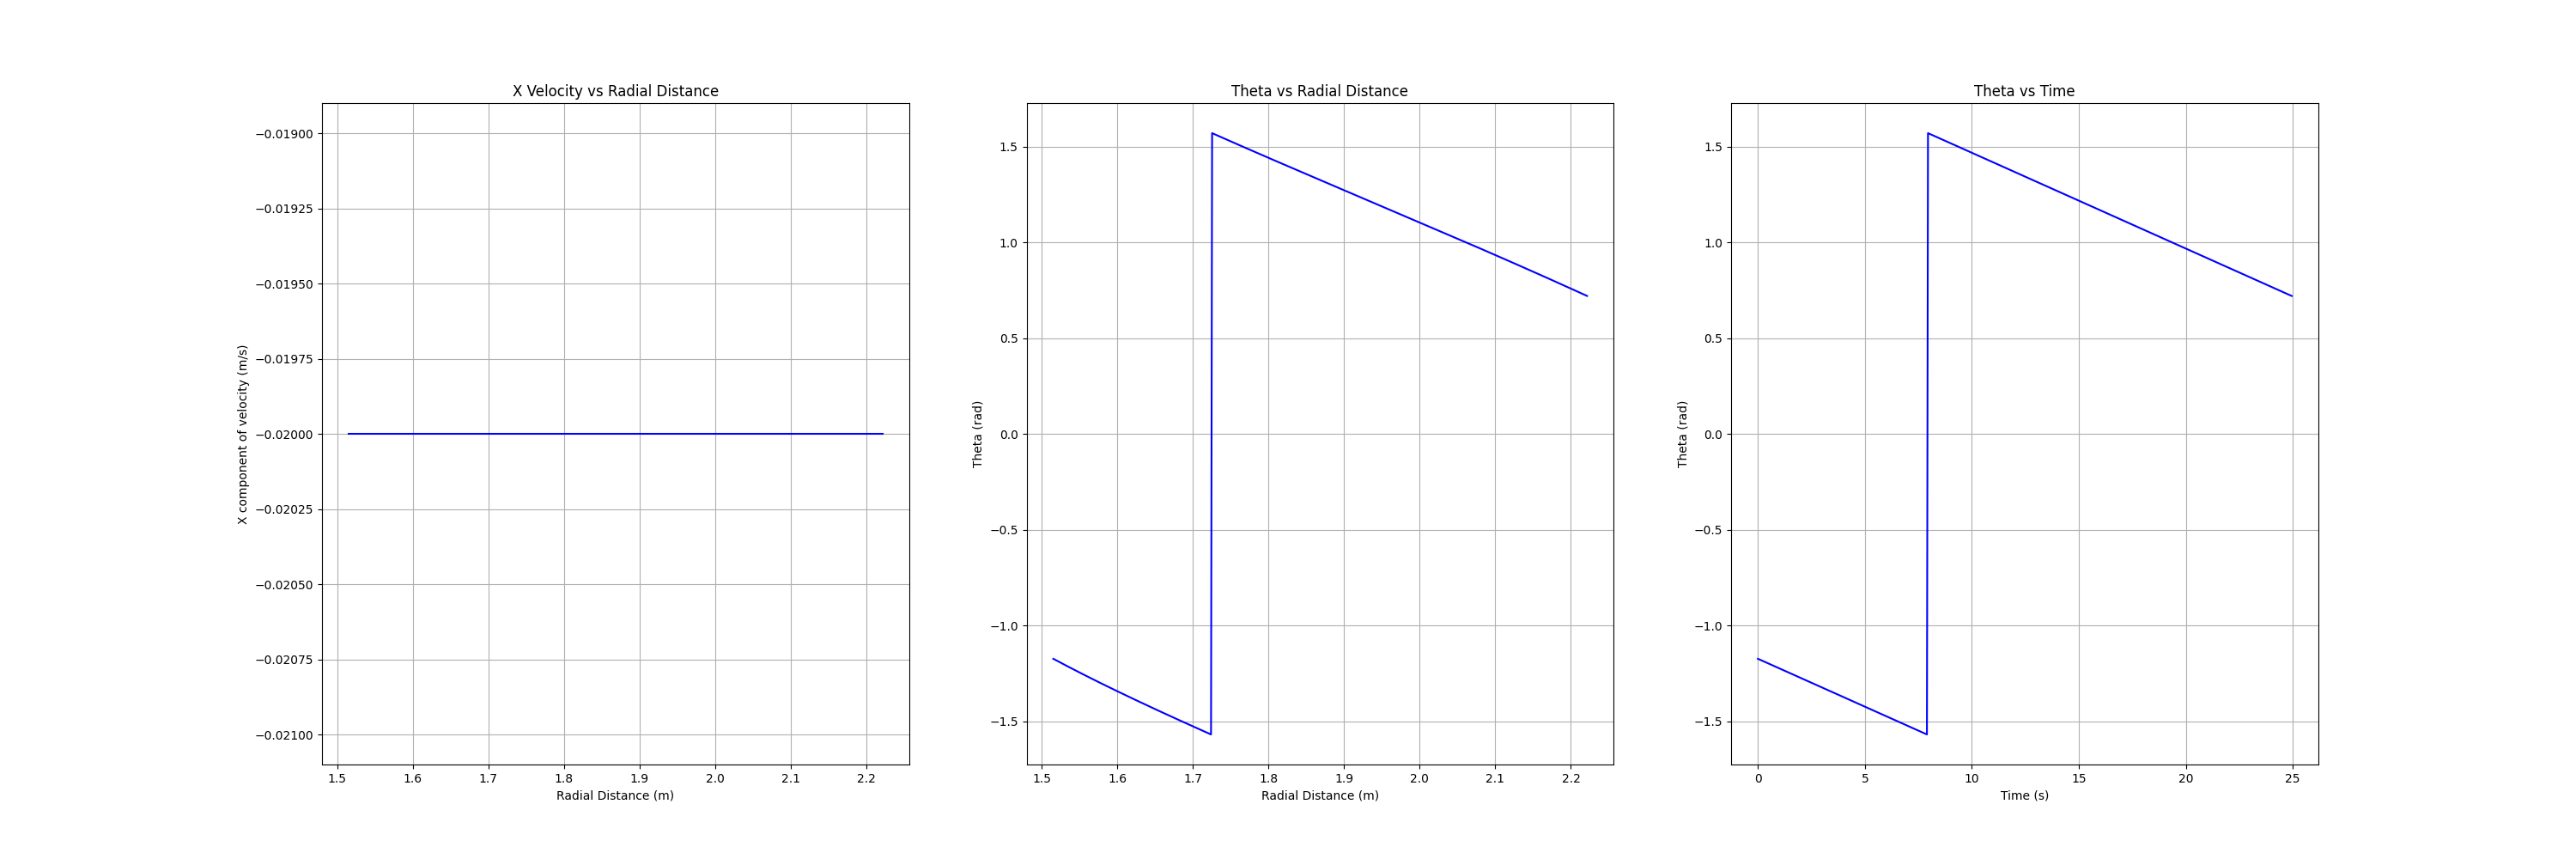 X Velocity vs Radial Distance
−0.01900
−0.01925
−0.01950
−0.01975
−0.02000
−0.02025
−0.02050
−0.02075
−0.02100
X component of velocity (m/s)
1.5 1.6 1.7 1.8 1.9 2.0 2.1 2.2
Radial Distance (m)
Theta vs Radial Distance
1.5
1.0
0.5
0.0
−0.5
−1.0
−1.5
Theta (rad)
1.5 1.6 1.7 1.8 1.9 2.0 2.1 2.2
Radial Distance (m)
Theta vs Time
1.5
1.0
0.5
0.0
−0.5
−1.0
−1.5
Theta (rad)
0 5 10 15 20 25
Time (s)